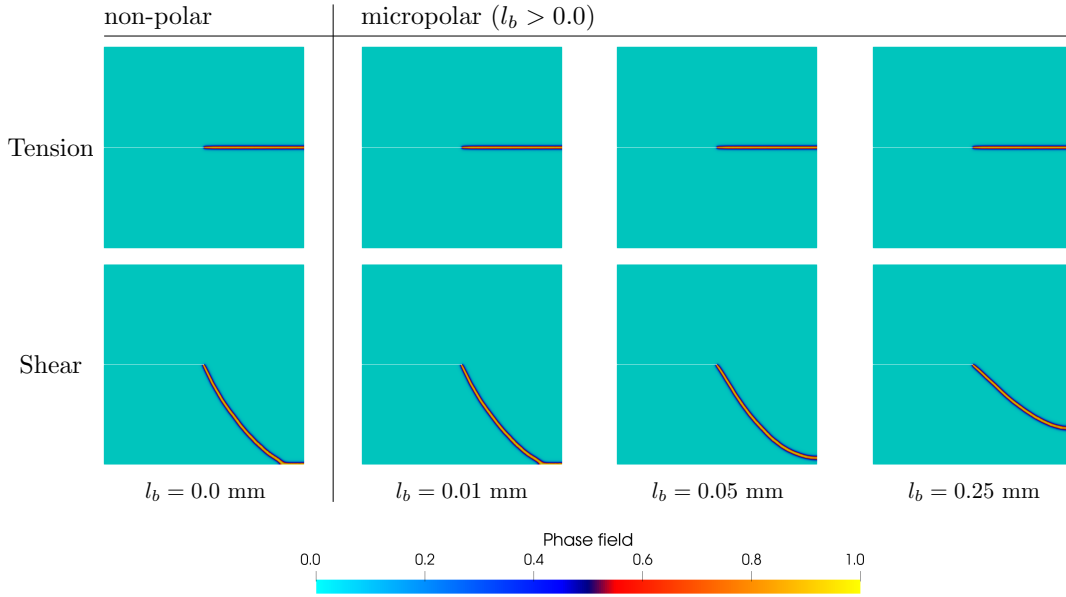 non-polar micropolar (l_b > 0.0)
Tension
Shear
l_b = 0.0 mm l_b = 0.01 mm l_b = 0.05 mm l_b = 0.25 mm
Phase field
0.0 0.2 0.4 0.6 0.8 1.0